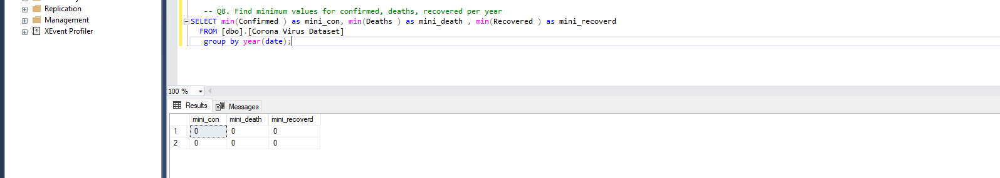 Replication
Management
XEvent Profiler
-- Q8. Find minimum values for confirmed, deaths, recovered per year
SELECT min(Confirmed ) as mini_con, min(Deaths ) as mini_death , min(Recovered ) as mini_recoverd
FROM [dbo].[Corona Virus Dataset]
group by year(date);
100 %
Results Messages
mini_con mini_death mini_recoverd
1 0 0 0
2 0 0 0